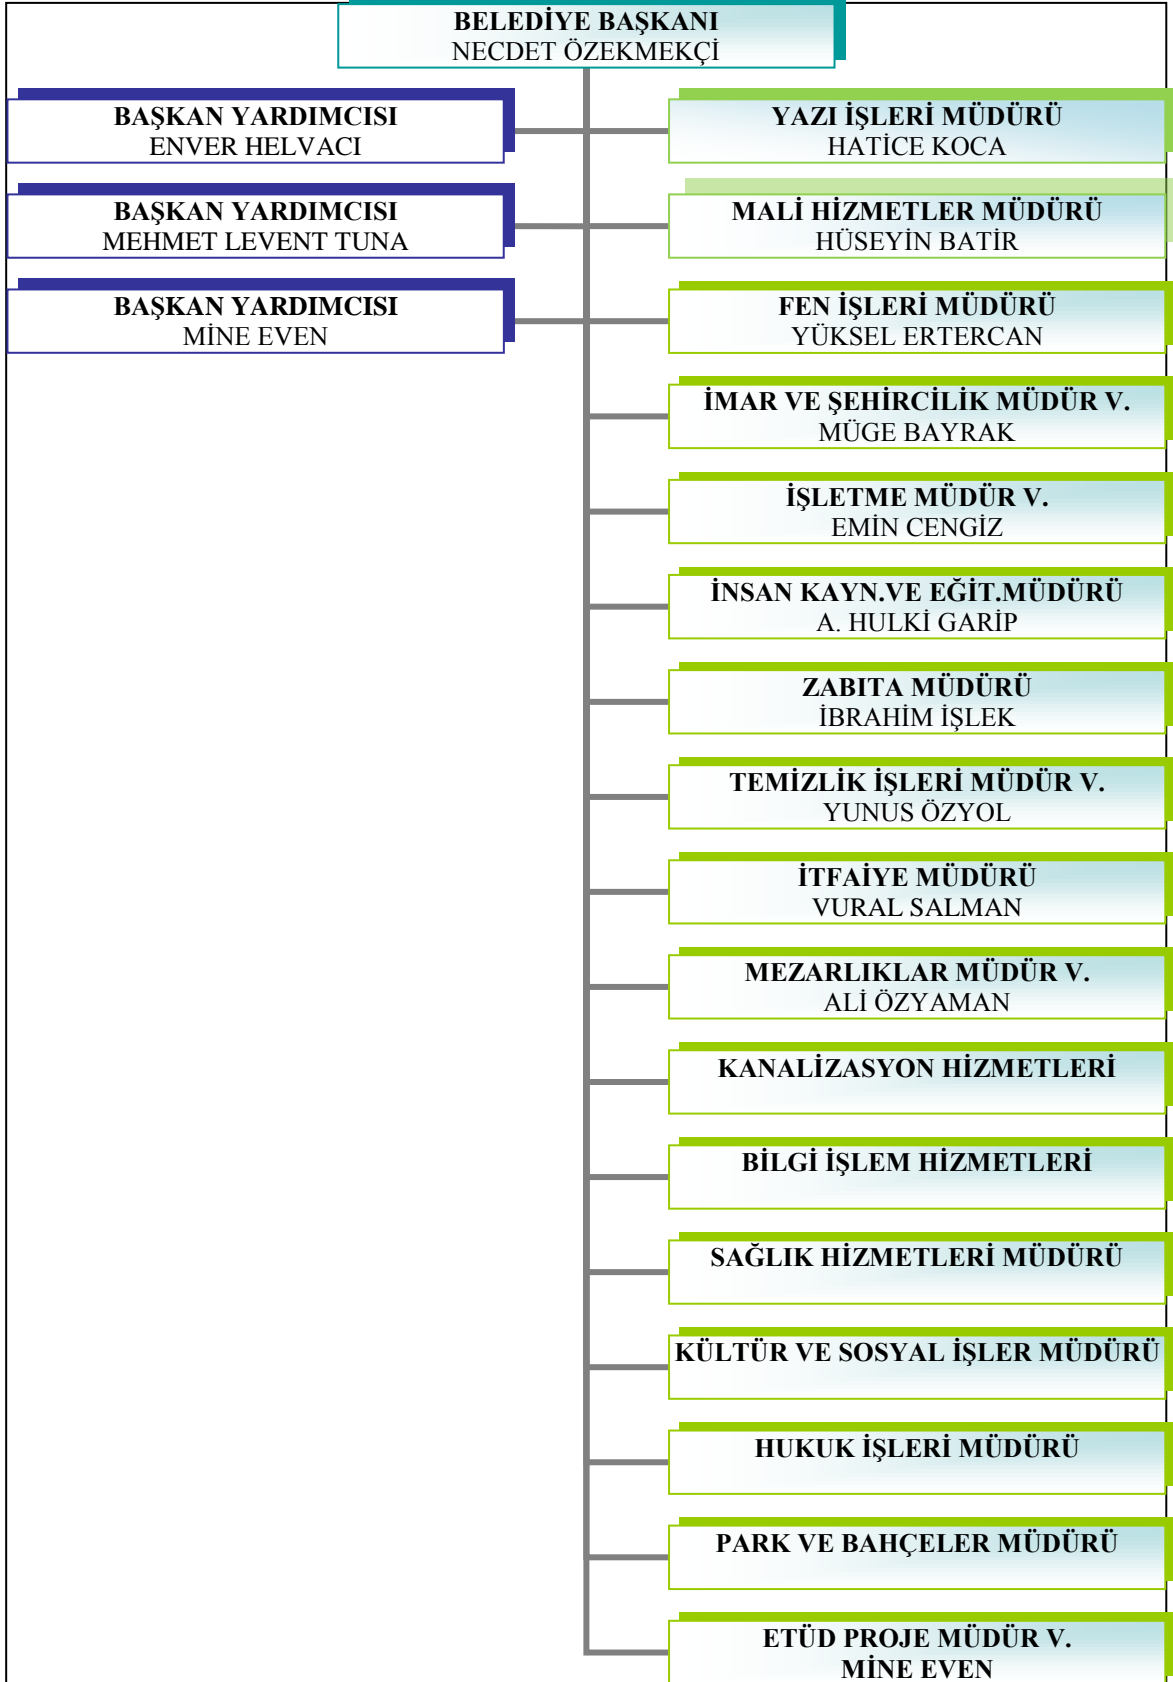 BELEDİYE BAŞKANI
NECDET ÖZEKMEKÇİ
BAŞKAN YARDIMCISI
ENVER HELVACI
YAZI İŞLERİ MÜDÜRÜ
HATİCE KOCA
BAŞKAN YARDIMCISI
MEHMET LEVENT TUNA
MALİ HİZMETLER MÜDÜRÜ
HÜSEYİN BATİR
BAŞKAN YARDIMCISI
MİNE EVEN
FEN İŞLERİ MÜDÜRÜ
YÜKSEL ERTERCAN
İMAR VE ŞEHİRCİLİK MÜDÜR V.
MÜGE BAYRAK
İŞLETME MÜDÜR V.
EMİN CENGİZ
İNSAN KAYN.VE EĞİT.MÜDÜRÜ
A. HULKİ GARİP
ZABITA MÜDÜRÜ
İBRAHİM İŞLEK
TEMİZLİK İŞLERİ MÜDÜR V.
YUNUS ÖZYOL
İTFAİYE MÜDÜRÜ
VURAL SALMAN
MEZARLIKLAR MÜDÜR V.
ALİ ÖZYAMAN
KANALİZASYON HİZMETLERİ
BİLGİ İŞLEM HİZMETLERİ
SAĞLIK HİZMETLERİ MÜDÜRÜ
KÜLTÜR VE SOSYAL İŞLER MÜDÜRÜ
HUKUK İŞLERİ MÜDÜRÜ
PARK VE BAHÇELER MÜDÜRÜ
ETÜD PROJE MÜDÜR V.
MİNE EVEN